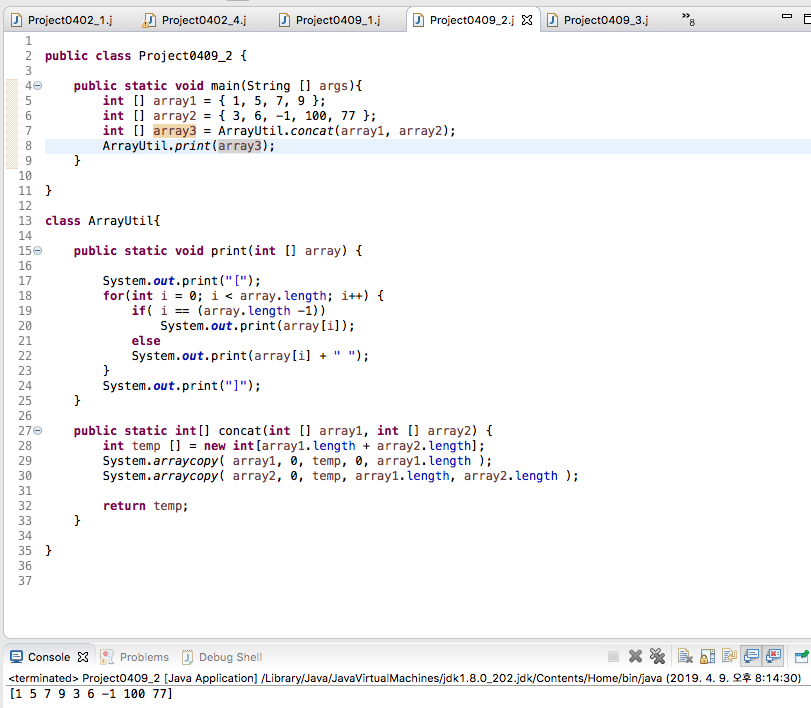 Project0402_1.j Project0402_4.j Project0409_1.j Project0409_2.j Project0409_3.j »8
1
2 public class Project0409_2 {
3
4 public static void main(String [] args){
5 int [] array1 = { 1, 5, 7, 9 };
6 int [] array2 = { 3, 6, -1, 100, 77 };
7 int [] array3 = ArrayUtil.concat(array1, array2);
8 ArrayUtil.print(array3);
9 }
10
11 }
12
13 class ArrayUtil{
14
15 public static void print(int [] array) {
16
17 System.out.print("[");
18 for(int i = 0; i < array.length; i++) {
19 if( i == (array.length -1))
20 System.out.print(array[i]);
21 else
22 System.out.print(array[i] + " ");
23 }
24 System.out.print("]");
25 }
26
27 public static int[] concat(int [] array1, int [] array2) {
28 int temp [] = new int[array1.length + array2.length];
29 System.arraycopy( array1, 0, temp, 0, array1.length );
30 System.arraycopy( array2, 0, temp, array1.length, array2.length );
31
32 return temp;
33 }
34
35 }
36
37
Console Problems Debug Shell
<terminated> Project0409_2 [Java Application] /Library/Java/JavaVirtualMachines/jdk1.8.0_202.jdk/Contents/Home/bin/java (2019. 4. 9. 오후 8:14:30)
[1 5 7 9 3 6 -1 100 77]